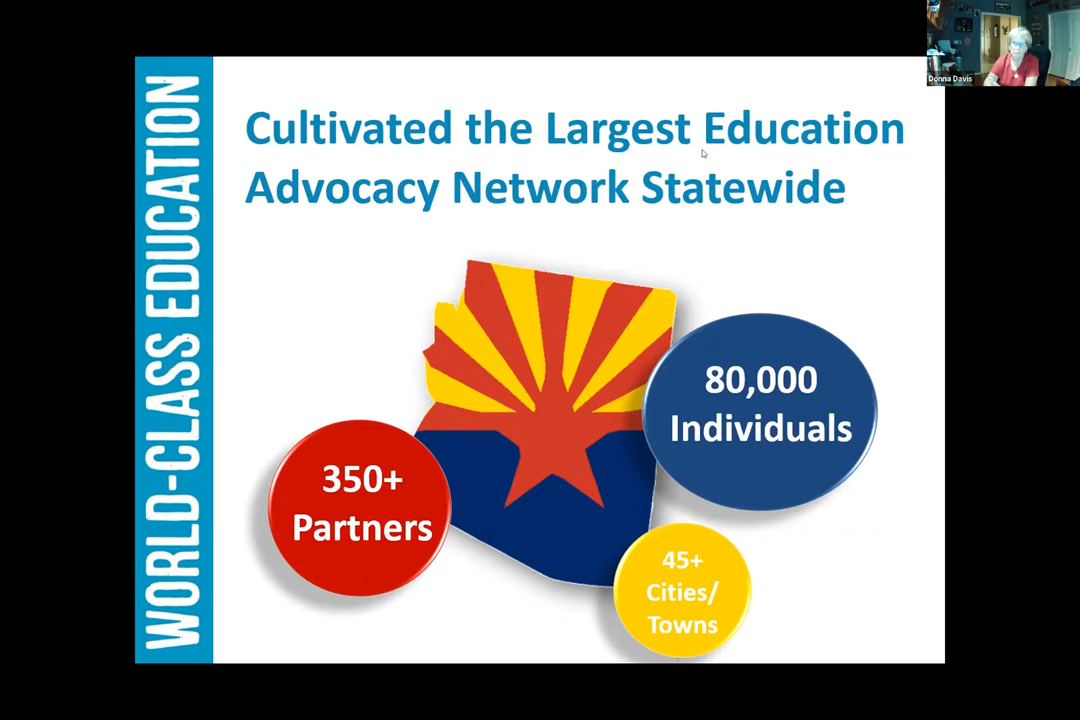 WORLD-CLASS EDUCATION
Cultivated the Largest Education
Advocacy Network Statewide
80,000
Individuals
350+
Partners
45+
Cities/
Towns
Donna Davis